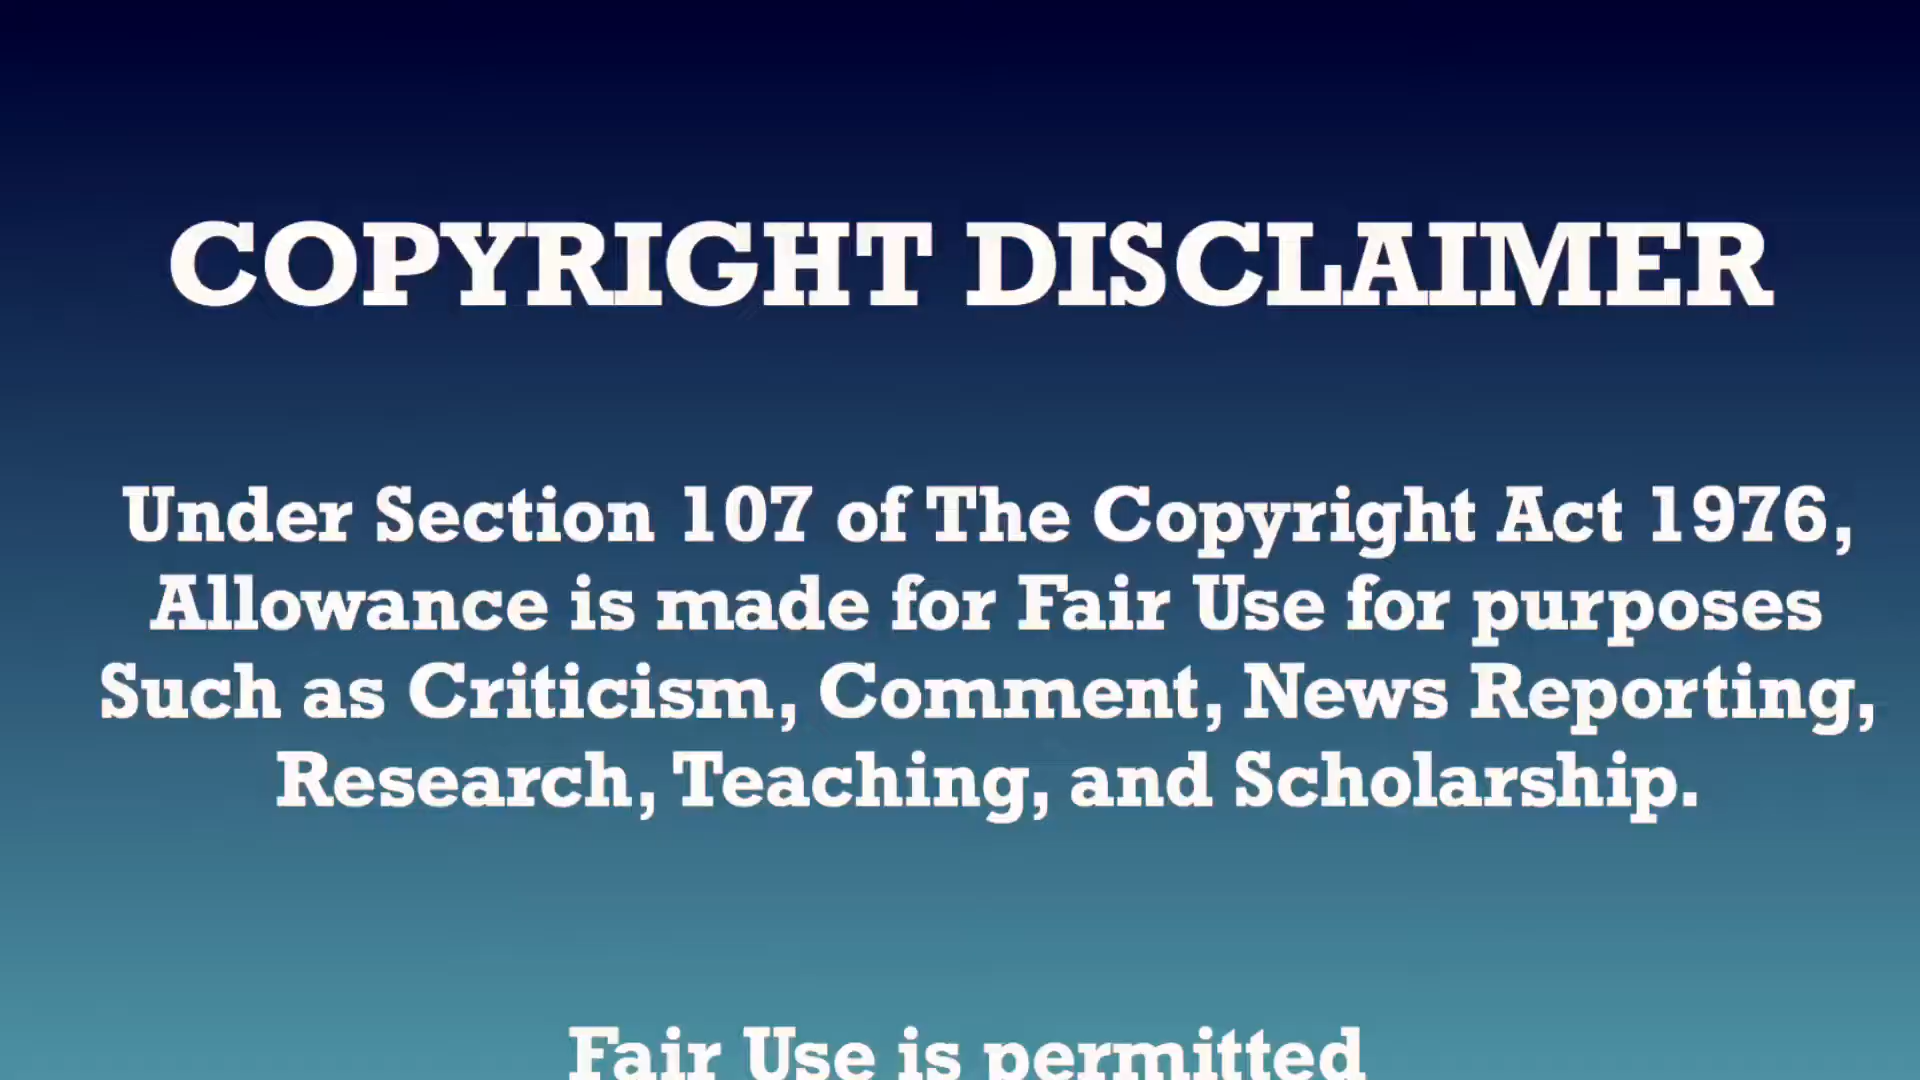 COPYRIGHT DISCLAIMER
Under Section 107 of The Copyright Act 1976,
Allowance is made for Fair Use for purposes
Such as Criticism, Comment, News Reporting,
Research, Teaching, and Scholarship.
Fair Use is permitted